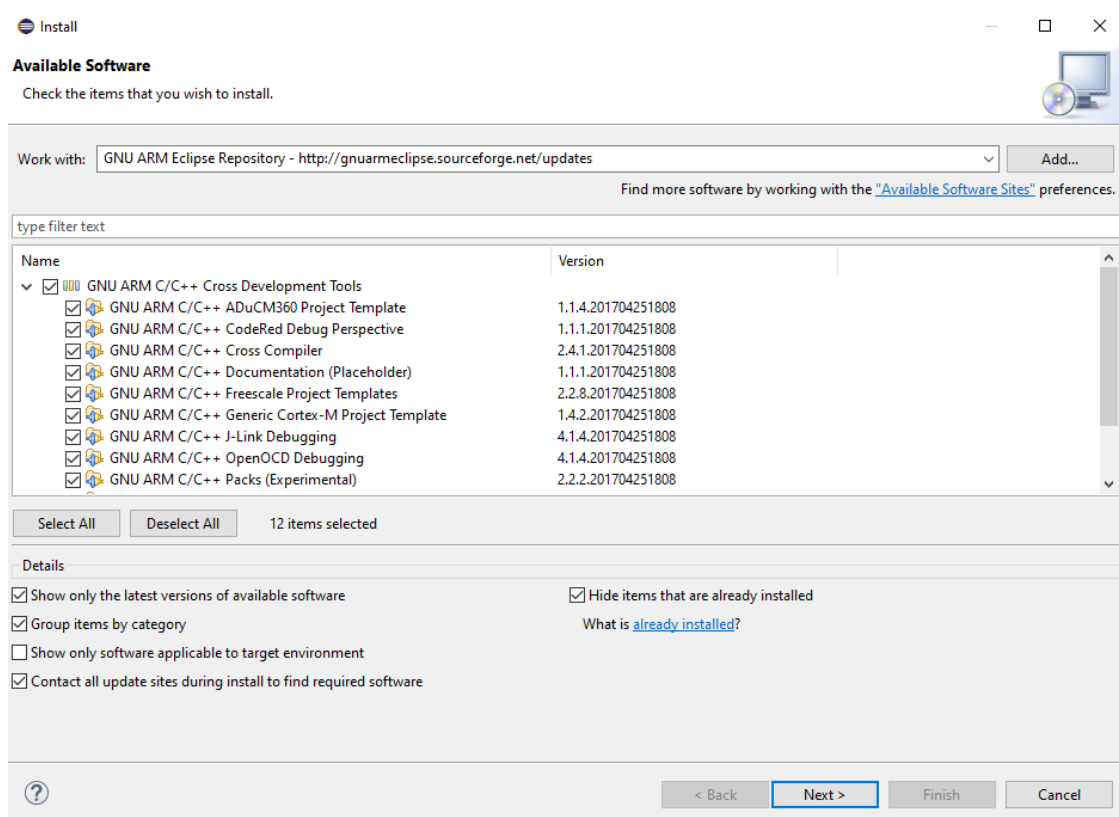 Install
Available Software
Check the items that you wish to install.
Work with: GNU ARM Eclipse Repository - http://gnuarmeclipse.sourceforge.net/updates Add...
Find more software by working with the "Available Software Sites" preferences.
type filter text
Name Version
GNU ARM C/C++ Cross Development Tools
GNU ARM C/C++ ADuCM360 Project Template 1.1.4.201704251808
GNU ARM C/C++ CodeRed Debug Perspective 1.1.1.201704251808
GNU ARM C/C++ Cross Compiler 2.4.1.201704251808
GNU ARM C/C++ Documentation (Placeholder) 1.1.1.201704251808
GNU ARM C/C++ Freescale Project Templates 2.2.8.201704251808
GNU ARM C/C++ Generic Cortex-M Project Template 1.4.2.201704251808
GNU ARM C/C++ J-Link Debugging 4.1.4.201704251808
GNU ARM C/C++ OpenOCD Debugging 4.1.4.201704251808
GNU ARM C/C++ Packs (Experimental) 2.2.2.201704251808
Select All Deselect All 12 items selected
Details
Show only the latest versions of available software Hide items that are already installed
Group items by category What is already installed?
Show only software applicable to target environment
Contact all update sites during install to find required software
? < Back Next > Finish Cancel